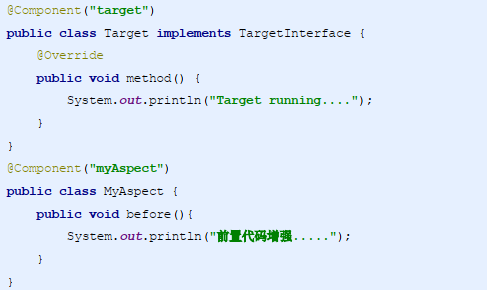 @Component("target")
public class Target implements TargetInterface {
    @Override
    public void method() {
        System.out.println("Target running....");
    }
}
@Component("myAspect")
public class MyAspect {
    public void before(){
        System.out.println("前置代码增强.....");
    }
}